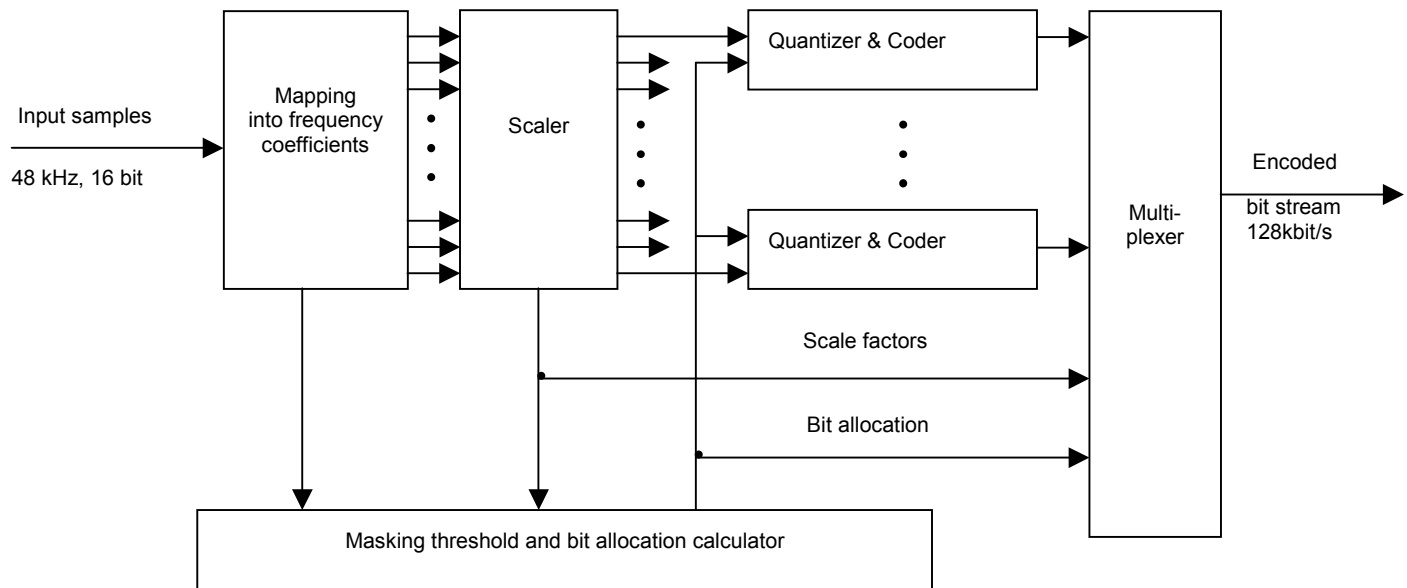 Input samples
48 kHz, 16 bit
Mapping
into frequency
coefficients
Scaler
Quantizer & Coder
Quantizer & Coder
Multi-
plexer
Encoded
bit stream
128kbit/s
Scale factors
Bit allocation
Masking threshold and bit allocation calculator